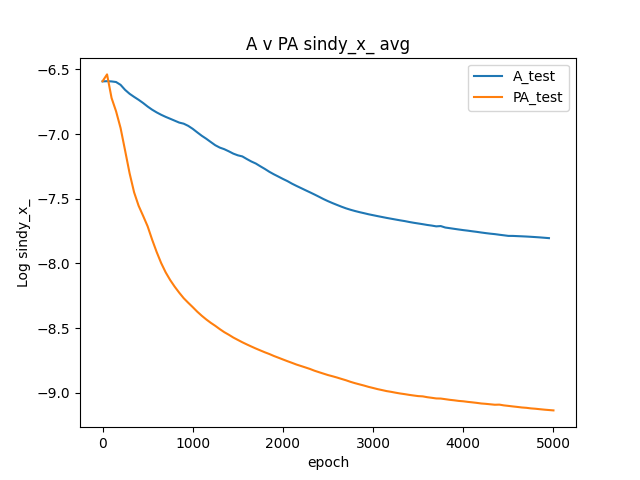 A v PA sindy_x_ avg
A_test
PA_test
Log sindy_x_
−6.5
−7.0
−7.5
−8.0
−8.5
−9.0
0 1000 2000 3000 4000 5000
epoch